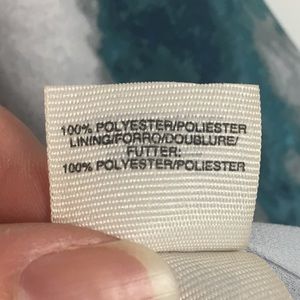 100% POLYESTER/POLIESTER
LINING/FORRO/DOUBLURE/
FUTTER:
100% POLYESTER/POLIESTER